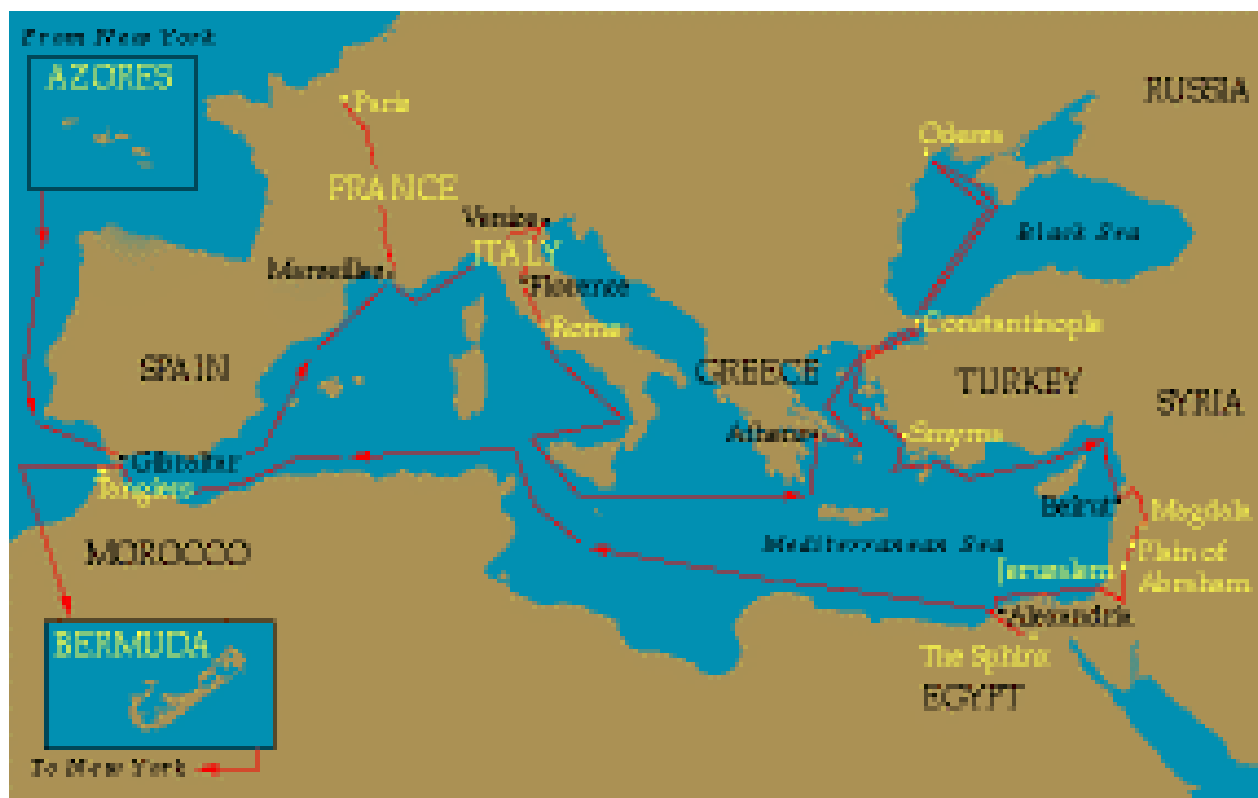 From New York
AZORES
RUSSIA
Paris
Odessa
FRANCE
Venice
Black Sea
ITALY
Marseilles
Florence
Constantinople
Rome
SPAIN
GREECE
TURKEY
SYRIA
Athens
Smyrna
Gibraltar
Tangiers
Beirut
Magdala
MOROCCO
Mediterranean Sea
Plain of
Abraham
Jerusalem
Alexandria
The Sphinx
EGYPT
BERMUDA
To New York